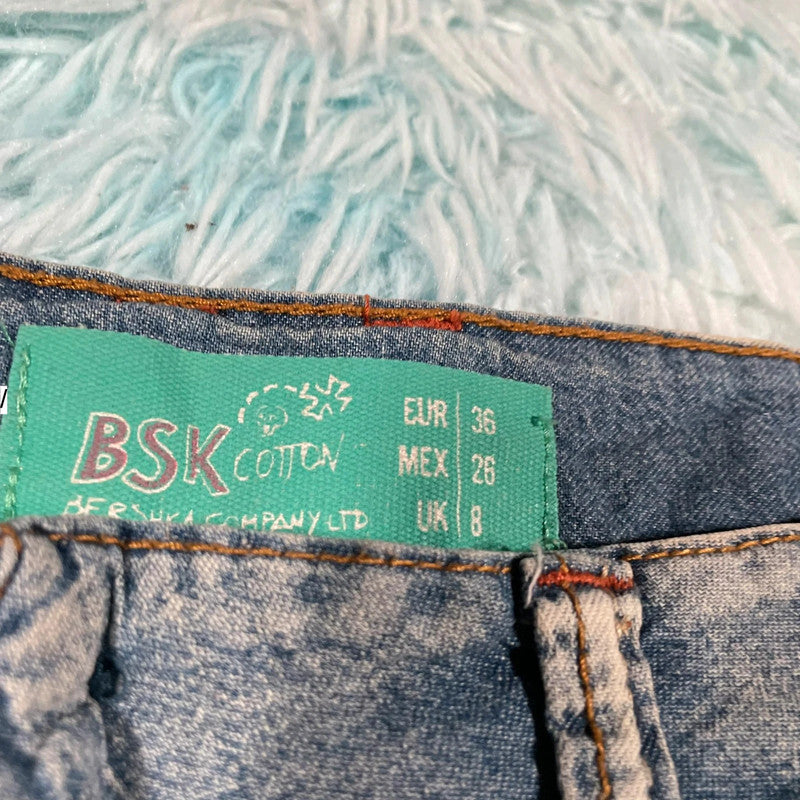 BSK COTTON
BERSHKA COMPANY LTD
EUR 36
MEX 26
UK 8